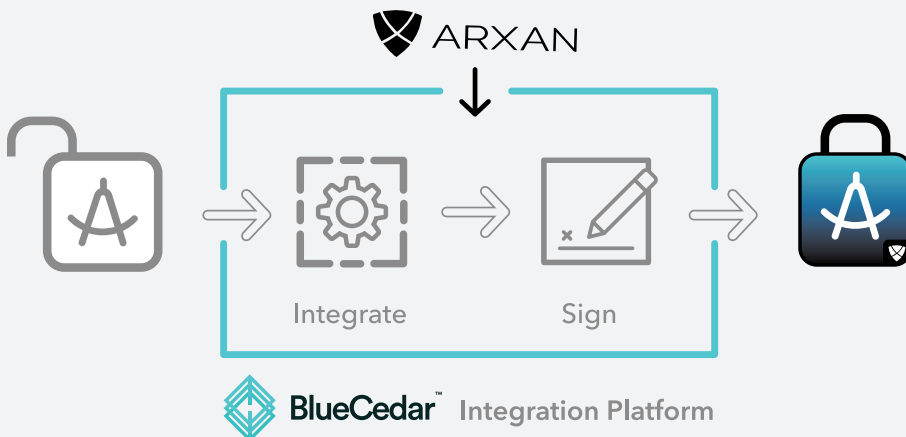 ARXAN
Integrate
Sign
x
BlueCedar™ Integration Platform